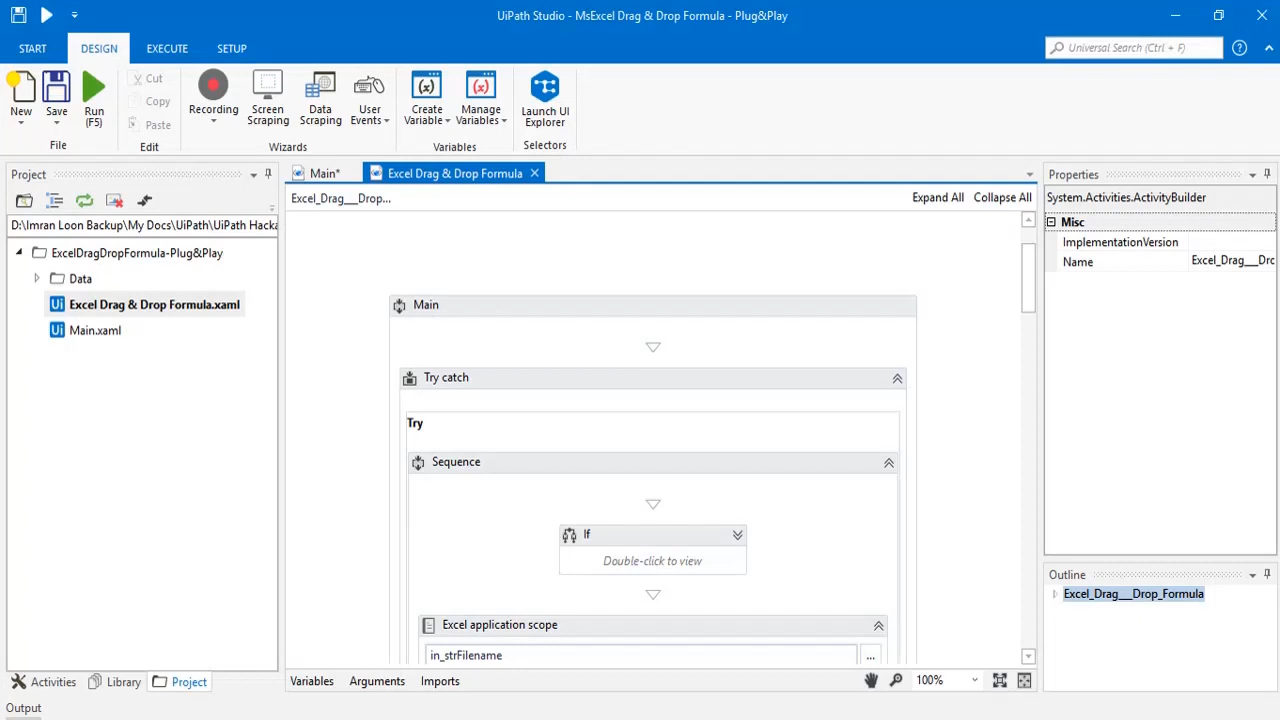 UiPath Studio - MsExcel Drag & Drop Formula - Plug&Play
START DESIGN EXECUTE SETUP
Universal Search (Ctrl + F)
New
Save
Run
(F5)
File
Cut
Copy
Paste
Edit
Recording
Screen
Scraping
Data
Scraping
User
Events
Wizards
Create
Variable
Manage
Variables
Variables
Launch UI
Explorer
Selectors
Project
D:\Imran Loon Backup\My Docs\UiPath\UiPath Hacka
ExcelDragDropFormula-Plug&Play
Data
Excel Drag & Drop Formula.xaml
Main.xaml
Activities Library Project
Output
Main* Excel Drag & Drop Formula
Excel_Drag__Drop... Expand All Collapse All
Main
Try catch
Try
Sequence
If
Double-click to view
Excel application scope
in_strFilename
...
Variables Arguments Imports 100%
Properties
System.Activities.ActivityBuilder
Misc
ImplementationVersion
Name Excel_Drag__Drc
Outline
Excel_Drag__Drop_Formula